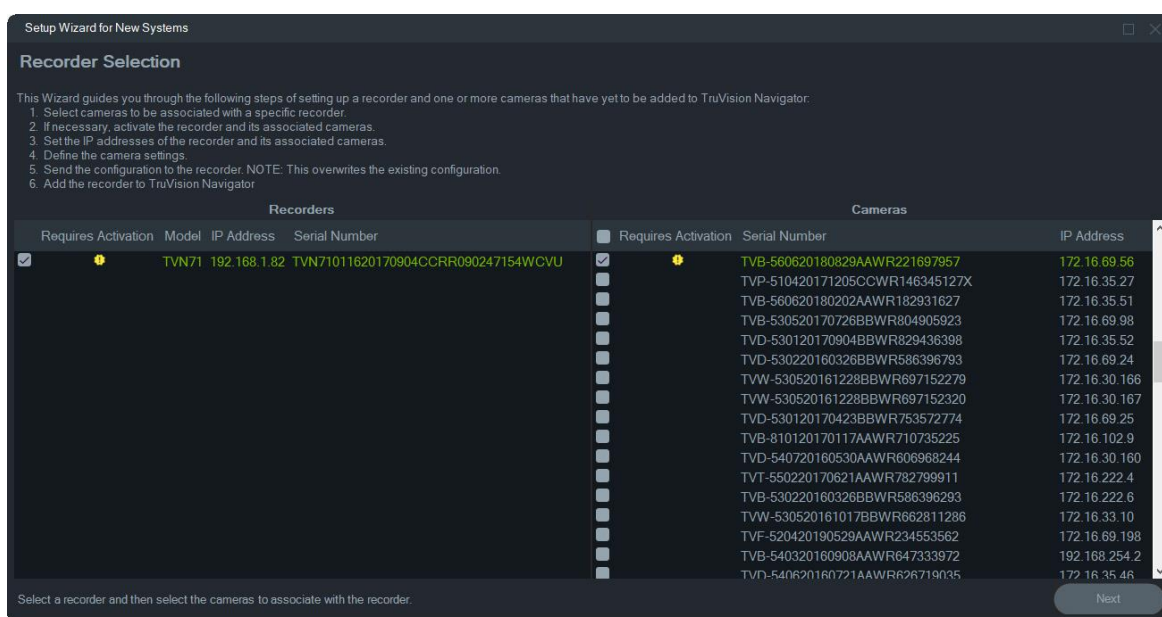 Setup Wizard for New Systems
Recorder Selection
This Wizard guides you through the following steps of setting up a recorder and one or more cameras that have yet to be added to TruVision Navigator:
1. Select cameras to be associated with a specific recorder.
2. If necessary, activate the recorder and its associated cameras.
3. Set the IP addresses of the recorder and its associated cameras.
4. Define the camera settings.
5. Send the configuration to the recorder. NOTE: This overwrites the existing configuration.
6. Add the recorder to TruVision Navigator
Recorders
Requires Activation Model IP Address Serial Number
TVN71 192.168.1.82 TVN71011620170904CCRR090247154WCVU
Cameras
Requires Activation Serial Number IP Address
TVB-560620180829AAWR221697957 172.16.69.56
TVP-510420171205CCWR146345127X 172.16.35.27
TVB-560620180202AAWR182931627 172.16.35.51
TVB-530520170726BBWR804905923 172.16.69.98
TVD-530120170904BBWR829436398 172.16.35.52
TVD-530220160326BBWR586396793 172.16.69.24
TVW-530520161228BBWR697152279 172.16.30.166
TVW-530520161228BBWR697152320 172.16.30.167
TVD-530120170423BBWR753572774 172.16.69.25
TVB-810120170117AAWR710735225 172.16.102.9
TVD-540720160530AAWR606968244 172.16.30.160
TVT-550220170621AAWR782799911 172.16.222.4
TVB-530220160326BBWR586396293 172.16.222.6
TVW-530520161017BBWR662811286 172.16.33.10
TVF-520420190529AAWR234553562 172.16.69.198
TVB-540320160908AAWR647333972 192.168.254.2
TVD-540620160721AAWR626719035 172.16.35.46
Select a recorder and then select the cameras to associate with the recorder.
Next